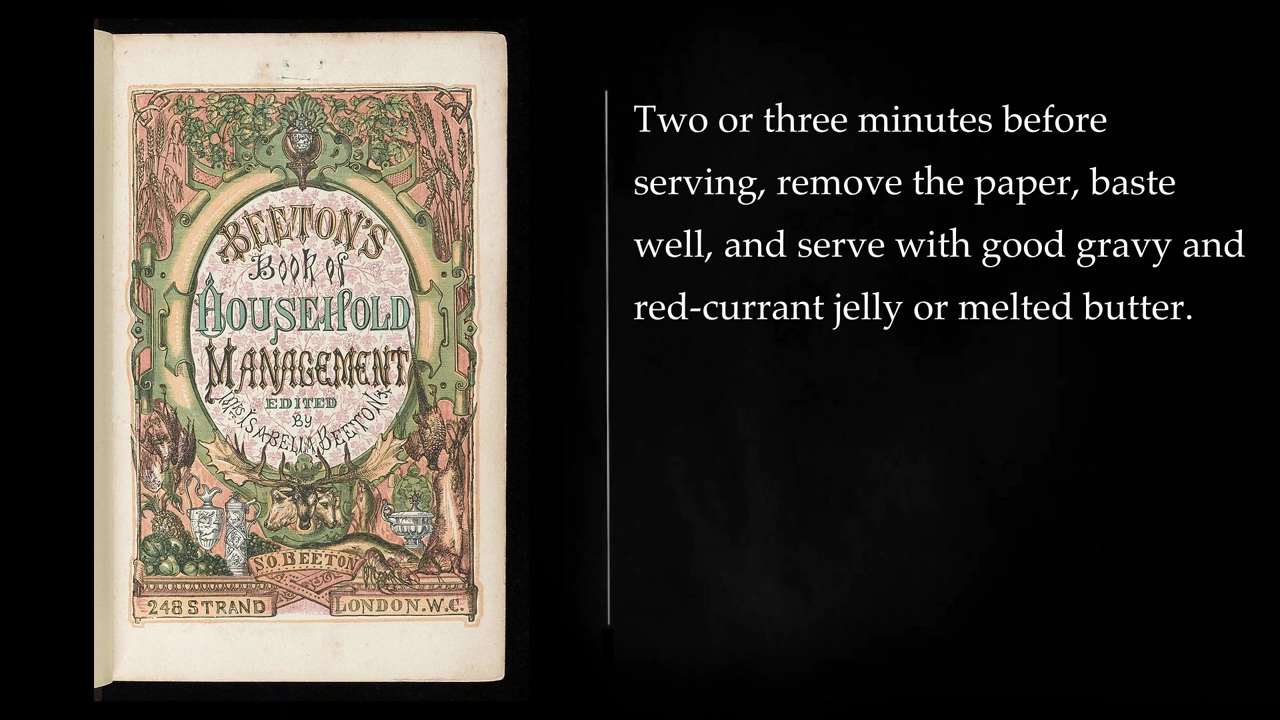 BEETON'S
Book of
HOUSEHOLD
MANAGEMENT
EDITED
BY
MRS ISABELLA BEETON
S.O. BEETON
248 STRAND
LONDON. W.C.
Two or three minutes before
serving, remove the paper, baste
well, and serve with good gravy and
red-currant jelly or melted butter.